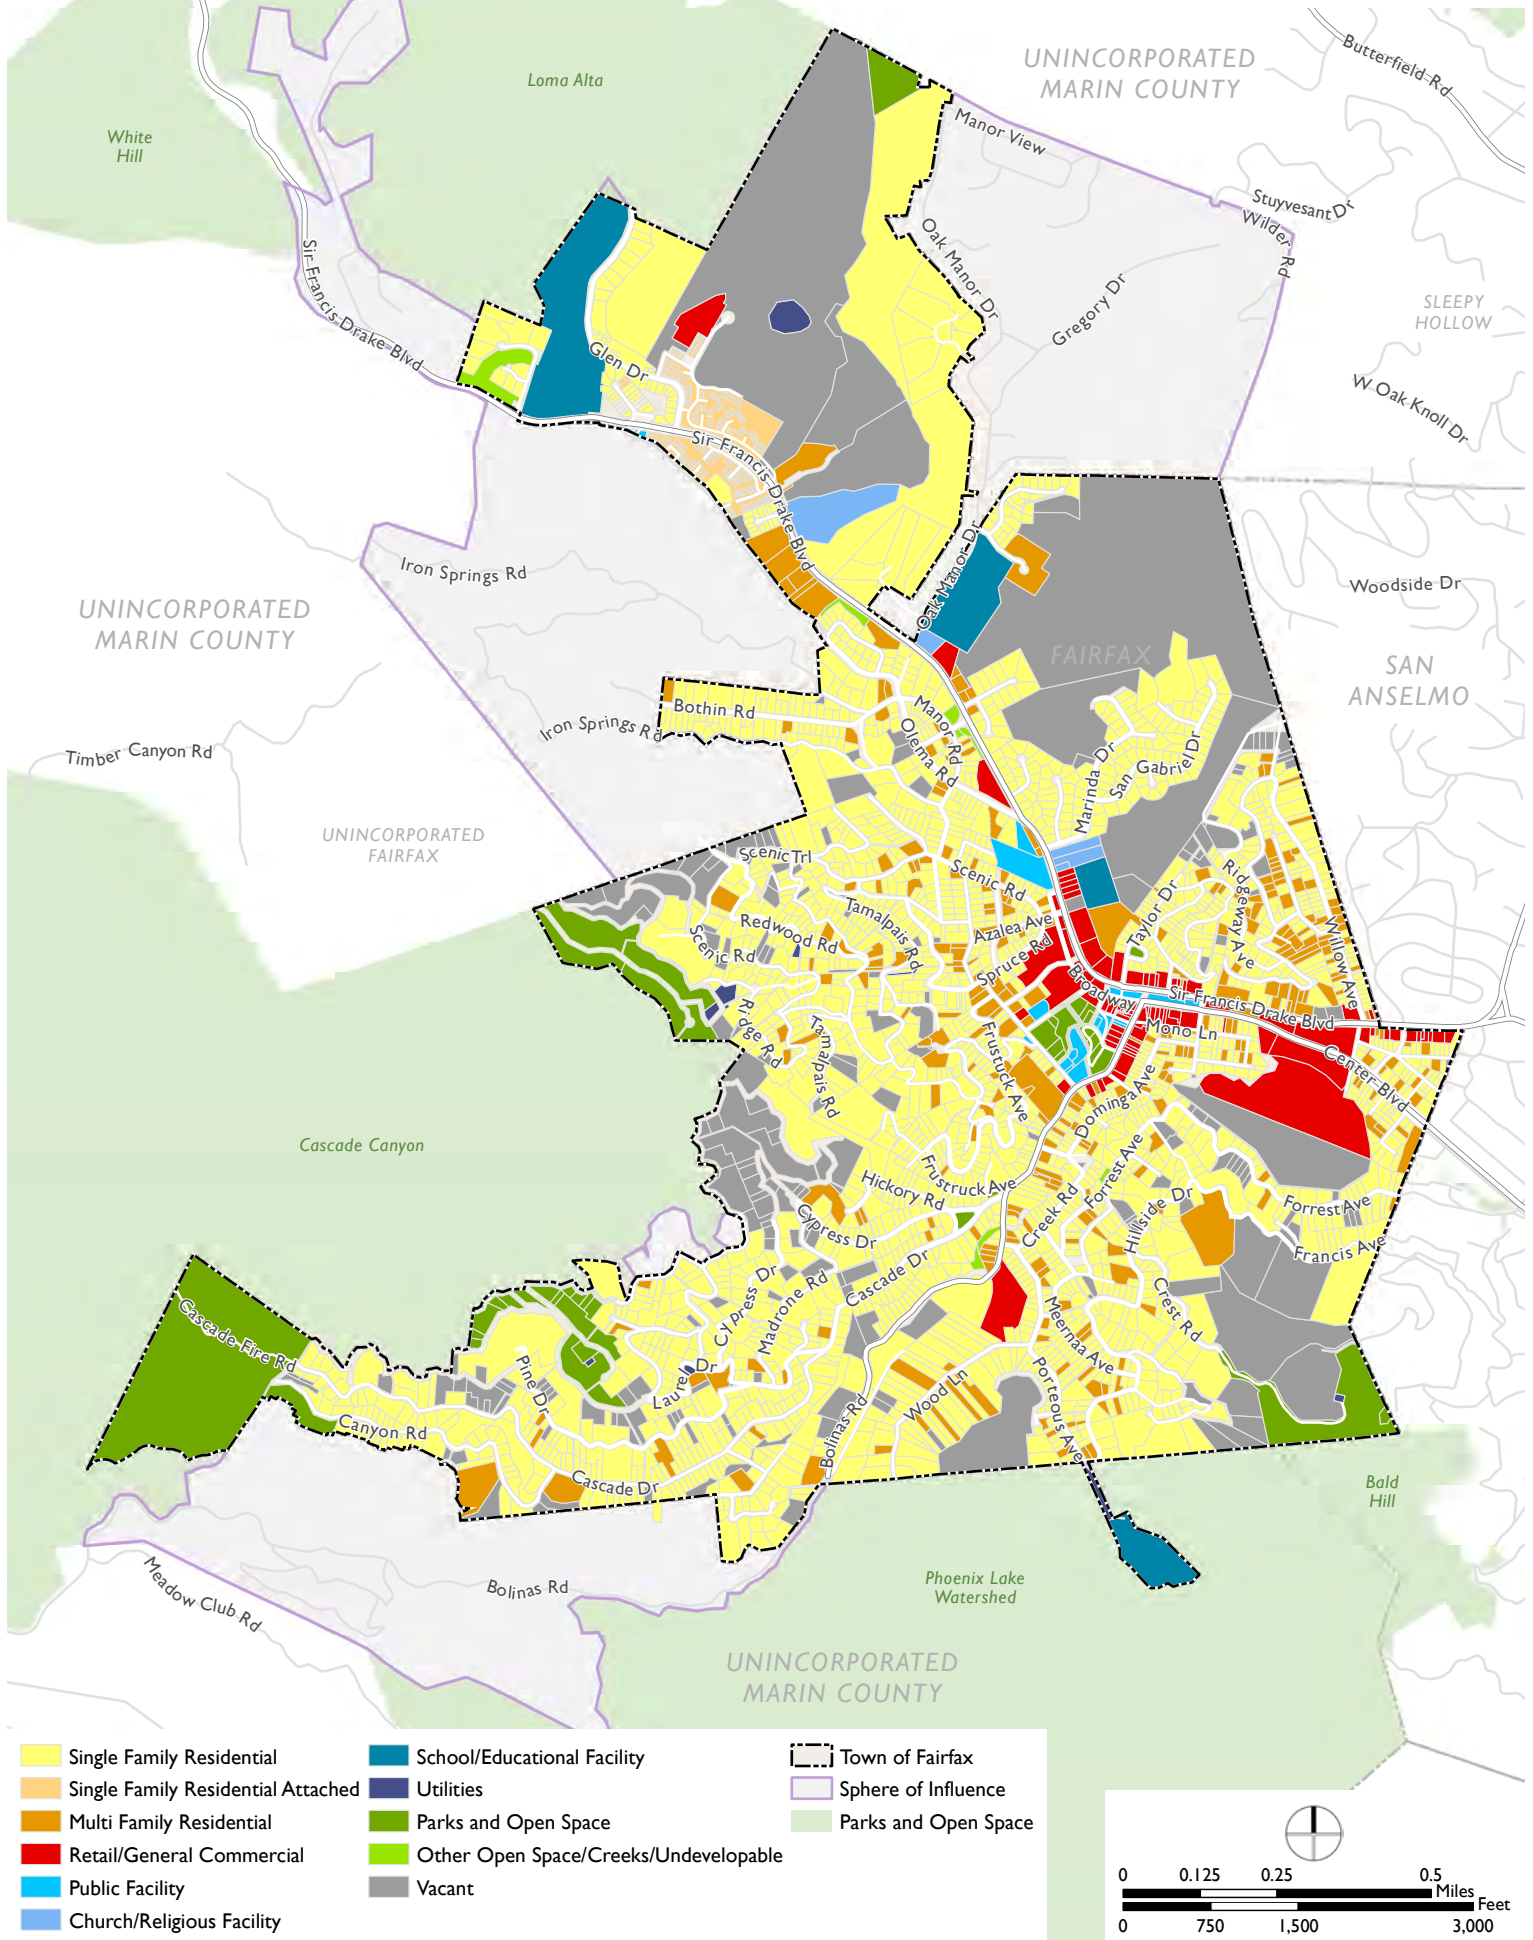 UNINCORPORATED
MARIN COUNTY
Butterfield Rd
Loma Alta
White
Hill
Manor View
Stuyvesant Dr
Wilder Rd
Oak Manor Dr
Sir Francis Drake Blvd
Gregory Dr
SLEEPY
HOLLOW
Glen Dr
W Oak Knoll Dr
Sir Francis Drake Blvd
Oak Manor Dr
Iron Springs Rd
Woodside Dr
UNINCORPORATED
MARIN COUNTY
FAIRFAX
SAN
ANSELMO
Bothin Rd
Manor Rd
Iron Springs Rd
Olema Rd
Timber Canyon Rd
San Gabriel Dr
Marinda Dr
UNINCORPORATED
FAIRFAX
Scenic Trl
Scenic Rd
Ridgeway Ave
Taylor Dr
Redwood Rd
Tamalpais Rd
Azalea Ave
Willow Ave
Scenic Rd
Spruce Rd
Broadway
Sir Francis Drake Blvd
Ridge Rd
Tamalpais Rd
Frustuck Ave
Mono Ln
Center Blvd
Dominga Ave
Cascade Canyon
Forrest Ave
Frustruck Ave
Hickory Rd
Creek Rd
Hillside Dr
Forrest Ave
Cypress Dr
Francis Ave
Cascade Dr
Cypress Dr
Madrone Rd
Crest Rd
Cascade Fire Rd
Meernaa Ave
Pine Dr
Laurel Dr
Wood Ln
Porteous Ave
Canyon Rd
Bolinas Rd
Cascade Dr
Bald
Hill
Meadow Club Rd
Bolinas Rd
Phoenix Lake
Watershed
UNINCORPORATED
MARIN COUNTY
Single Family Residential
Single Family Residential Attached
Multi Family Residential
Retail/General Commercial
Public Facility
Church/Religious Facility
School/Educational Facility
Utilities
Parks and Open Space
Other Open Space/Creeks/Undevelopable
Vacant
Town of Fairfax
Sphere of Influence
Parks and Open Space
0 0.125 0.25 0.5
Miles
Feet
0 750 1,500 3,000